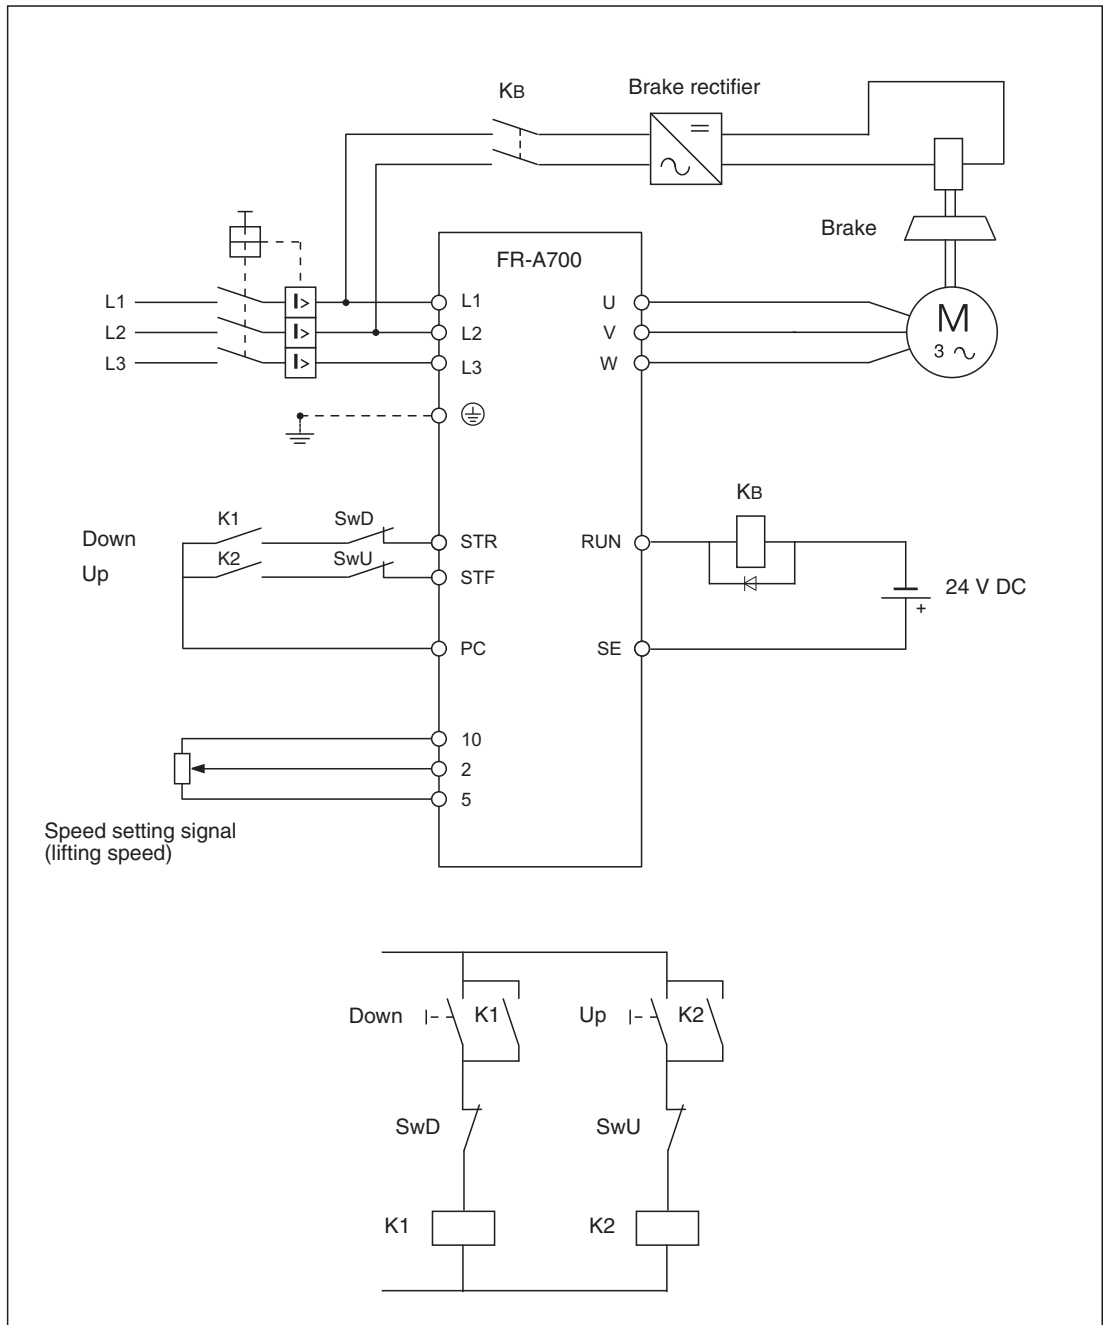 KB
Brake rectifier
Brake
FR-A700
L1
L2
L3
I>
I>
I>
L1
L2
L3
U
V
W
M
3
Down
Up
K1
SwD
K2
SwU
STR
STF
PC
RUN
SE
KB
24 V DC
+
10
2
5
Speed setting signal
(lifting speed)
Down
K1
Up
K2
SwD
SwU
K1
K2